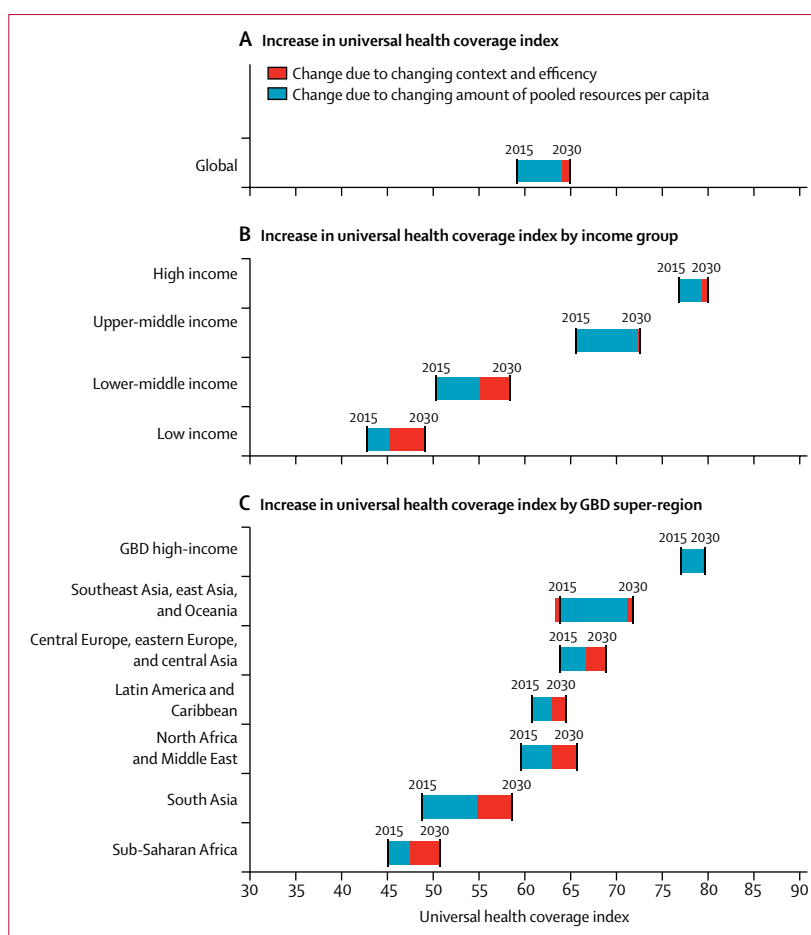 A Increase in universal health coverage index
Change due to changing context and efficency
Change due to changing amount of pooled resources per capita
2015 2030
Global
B Increase in universal health coverage index by income group
2015 2030
High income
2015 2030
Upper-middle income
2015 2030
Lower-middle income
2015 2030
Low income
C Increase in universal health coverage index by GBD super-region
2015 2030
GBD high-income
2015 2030
Southeast Asia, east Asia,
and Oceania
2015 2030
Central Europe, eastern Europe,
and central Asia
2015 2030
Latin America and
Caribbean
2015 2030
North Africa
and Middle East
2015 2030
South Asia
2015 2030
Sub-Saharan Africa
30 35 40 45 50 55 60 65 70 75 80 85 90
Universal health coverage index